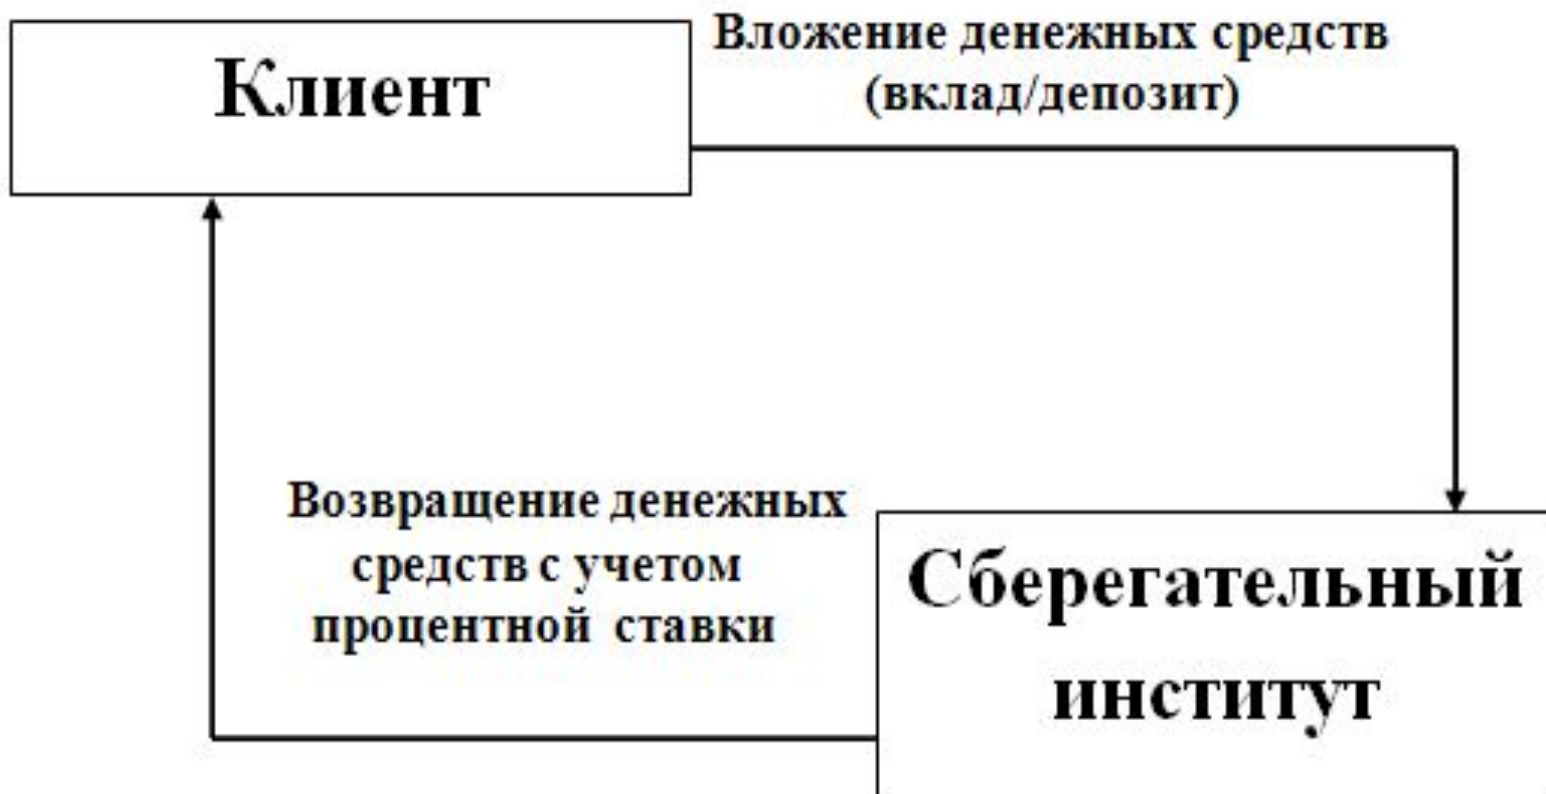 Клиент
Вложение денежных средств
(вклад/депозит)
Возвращение денежных
средств с учетом
процентной ставки
Сберегательный
институт